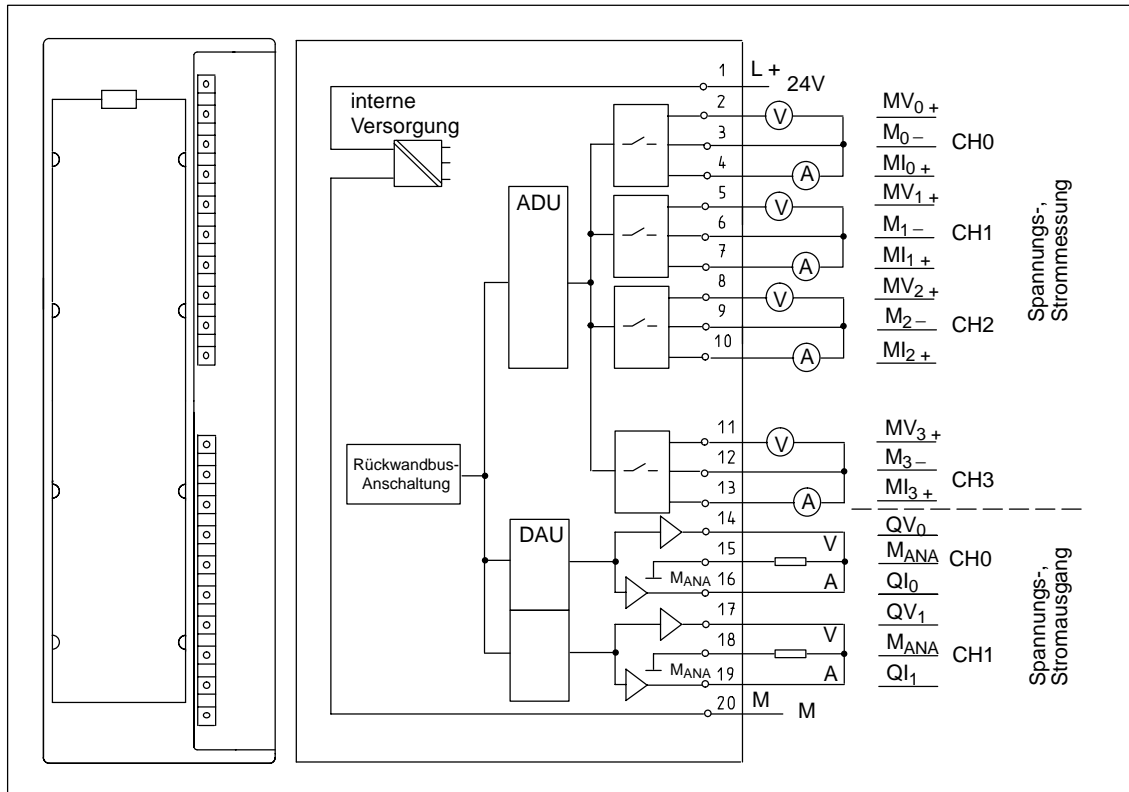 interne
Versorgung
ADU
Rückwandbus-
Anschaltung
DAU
1 L + 24V
2 V MV0 +
3 M0 – CH0
4 A MI0 +
5 V MV1 +
6 M1 – CH1
7 A MI1 +
8 V MV2 +
9 M2 – CH2
10 A MI2 +
11 V MV3 +
12 M3 – CH3
13 A MI3 +
Spannungs-,
Strommessung
14 V QV0
15 MANA MANA CH0
16 A QI0
17 V QV1
18 MANA MANA CH1
19 A QI1
20 M M
Spannungs-,
Stromausgang